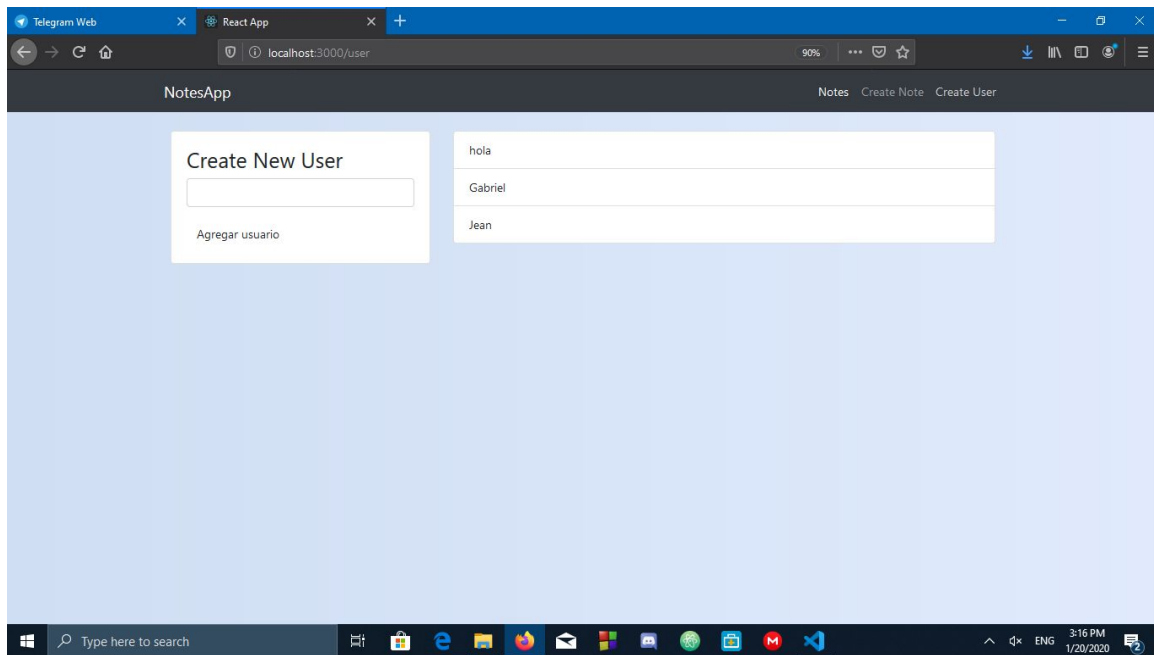 Telegram Web
React App
localhost:3000/user
90%
NotesApp
Notes Create Note Create User
Create New User
Agregar usuario
hola
Gabriel
Jean
Type here to search
ENG
3:16 PM
1/20/2020
2